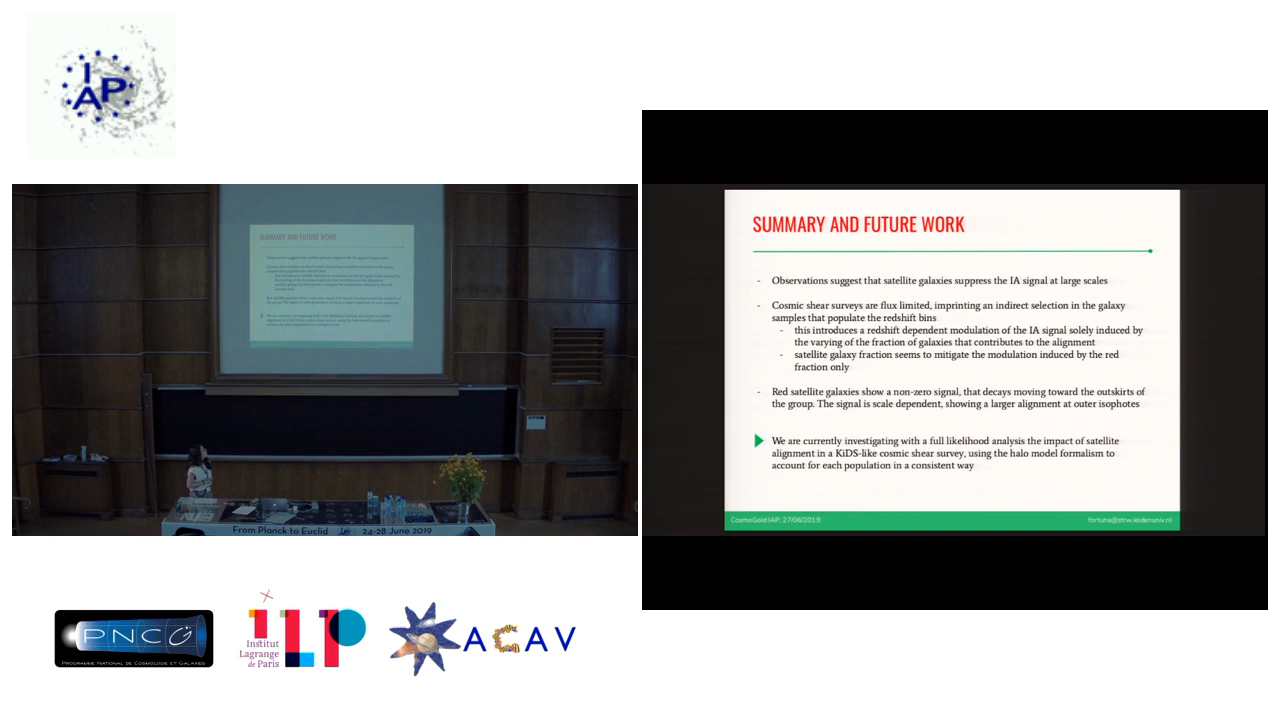 IAP
SUMMARY AND FUTURE WORK
- Observations suggest that satellite galaxies suppress the IA signal at large scales
- Cosmic shear surveys are flux limited, imprinting an indirect selection in the galaxy
samples that populate the redshift bins
- this introduces a redshift dependent modulation of the IA signal solely induced by
the varying of the fraction of galaxies that contributes to the alignment
- satellite galaxy fraction seems to mitigate the modulation induced by the red
fraction only
- Red satellite galaxies show a non-zero signal, that decays moving toward the outskirts of
the group. The signal is scale dependent, showing a larger alignment at outer isophotes
We are currently investigating with a full likelihood analysis the impact of satellite
alignment in a KiDS-like cosmic shear survey, using the halo model formalism to
account for each population in a consistent way
CosmoGold IAP, 27/06/2019
fortuna@strw.leidenuniv.nl
SUMMARY AND FUTURE WORK
From Planck to Euclid 24-28 June 2019
PNCG
PROGRAMME NATIONAL DE COSMOLOGIE ET GALAXIES
ILP
Institut
Lagrange
de Paris
ACAV